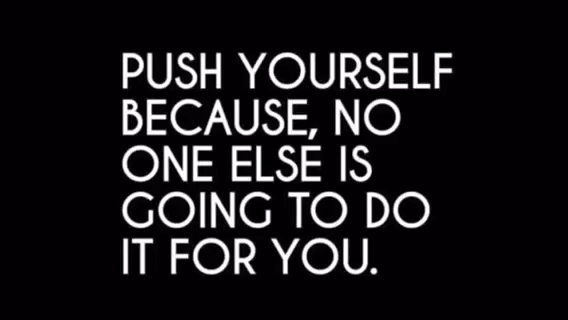 PUSH YOURSELF
BECAUSE, NO
ONE ELSE IS
GOING TO DO
IT FOR YOU.